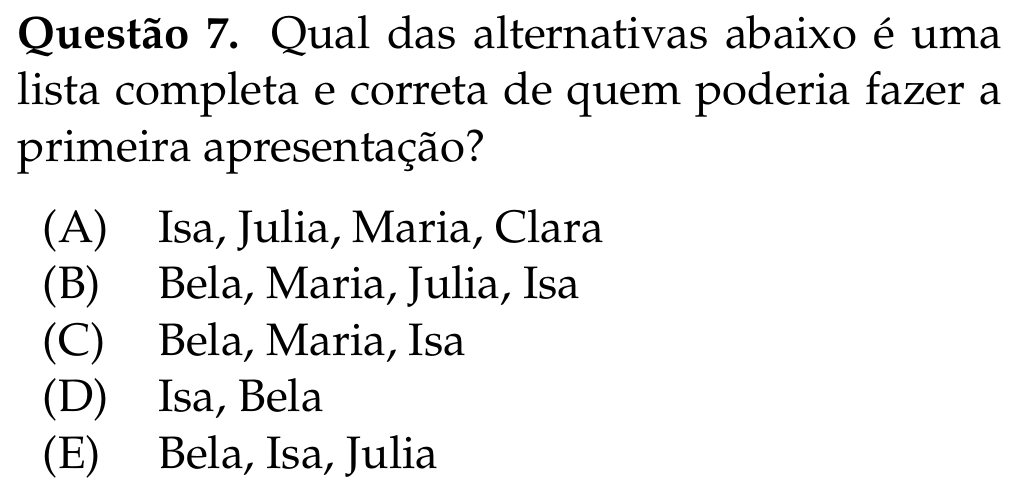 Questão 7. Qual das alternativas abaixo é uma
lista completa e correta de quem poderia fazer a
primeira apresentação?
(A) Isa, Julia, Maria, Clara
(B) Bela, Maria, Julia, Isa
(C) Bela, Maria, Isa
(D) Isa, Bela
(E) Bela, Isa, Julia